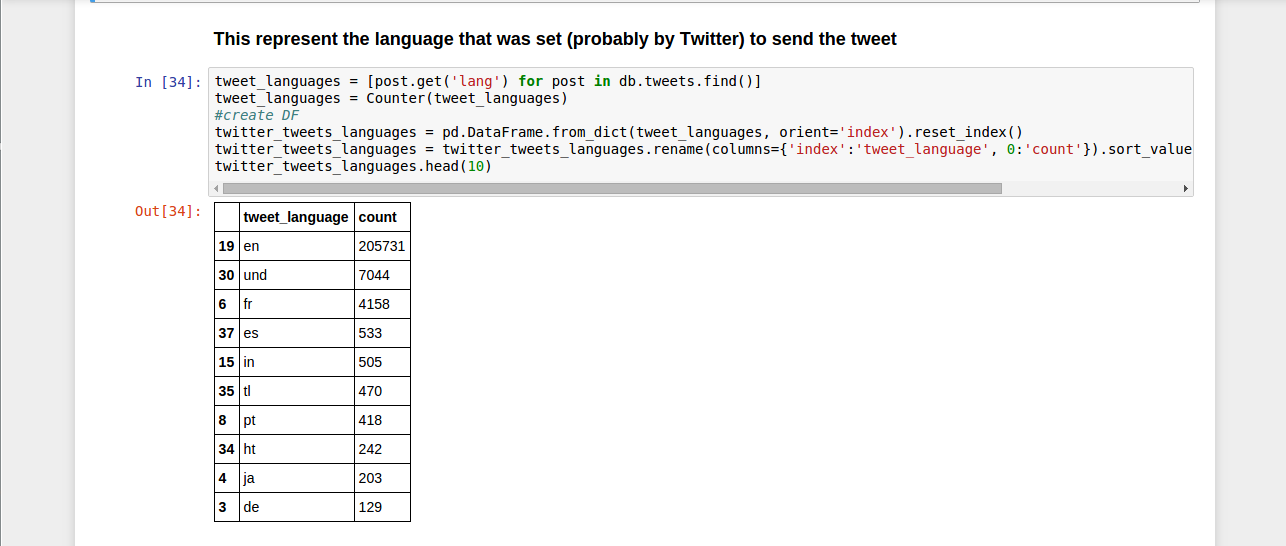 This represent the language that was set (probably by Twitter) to send the tweet
In [34]:
tweet_languages = [post.get('lang') for post in db.tweets.find()]
tweet_languages = Counter(tweet_languages)
#create DF
twitter_tweets_languages = pd.DataFrame.from_dict(tweet_languages, orient='index').reset_index()
twitter_tweets_languages = twitter_tweets_languages.rename(columns={'index':'tweet_language', 0:'count'}).sort_value
twitter_tweets_languages.head(10)
Out[34]:
tweet_language count
19 en 205731
30 und 7044
6 fr 4158
37 es 533
15 in 505
35 tl 470
8 pt 418
34 ht 242
4 ja 203
3 de 129